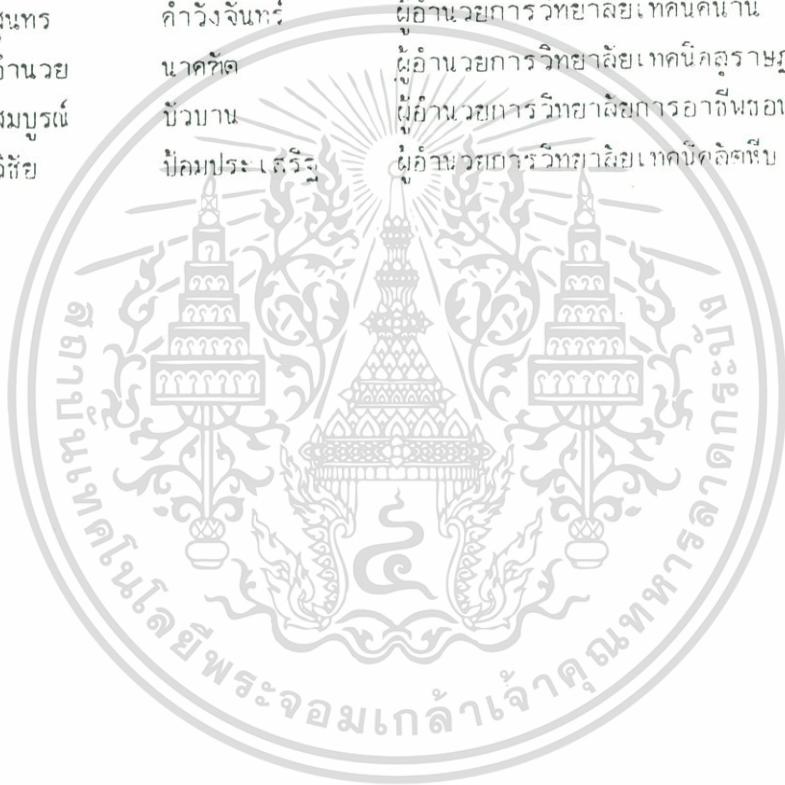 สุนทร คำวังจันทร์ ผู้อำนวยการวิทยาลัยเทคนิคน่าน
อำนวย นาคทัด ผู้อำนวยการวิทยาลัยเทคนิคสุราษฎ
สมบูรณ์ บัวบาน ผู้อำนวยการวิทยาลัยการอาชีพขอน
วิชัย ป้อมประเสริฐ ผู้อำนวยการวิทยาลัยเทคนิคสัตหีบ
สถาบันเทคโนโลยีพระจอมเกล้าเจ้าคุณทหารลาดกระบัง
๔